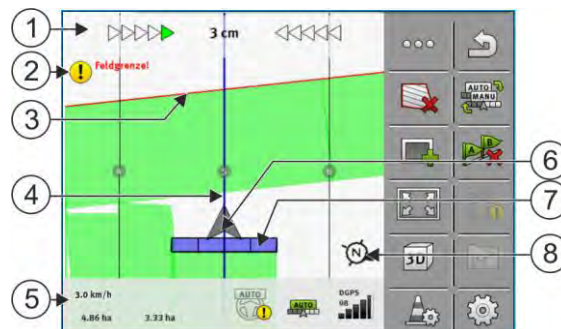 1
3 cm
2
Feldgrenze!
3
4
5
6
7
8
AUTO
MANU
A B
3D
N
3.0 km/h
4.86 ha
3.33 ha
AUTO
AUTO
DGPS
08